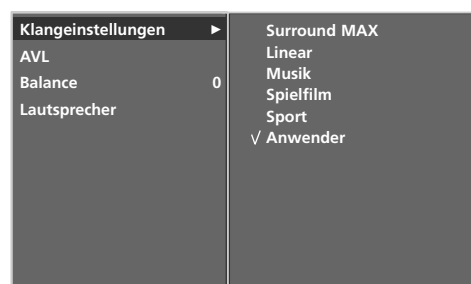 Klangeinstellungen ►
AVL
Balance 0
Lautsprecher
Surround MAX
Linear
Musik
Spielfilm
Sport
√ Anwender